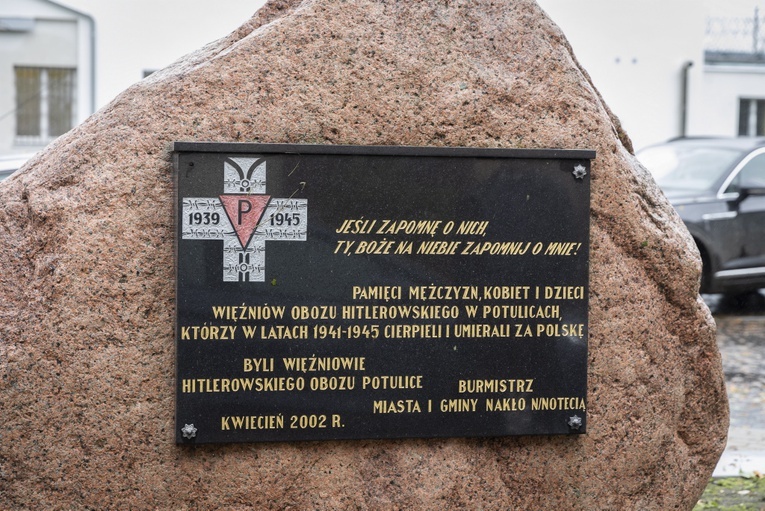 1939 P 1945
JEŚLI ZAPOMNĘ O NICH,
TY, BOŻE NA NIEBIE ZAPOMNIJ O MNIE!
PAMIĘCI MĘŻCZYZN, KOBIET I DZIECI
WIĘŹNIÓW OBOZU HITLEROWSKIEGO W POTULICACH,
KTÓRZY W LATACH 1941-1945 CIERPIELI I UMIERALI ZA POLSKĘ
BYLI WIĘŹNIOWIE
HITLEROWSKIEGO OBOZU POTULICE
KWIECIEŃ 2002 R.
BURMISTRZ
MIASTA I GMINY NAKŁO N/NOTECIĄ